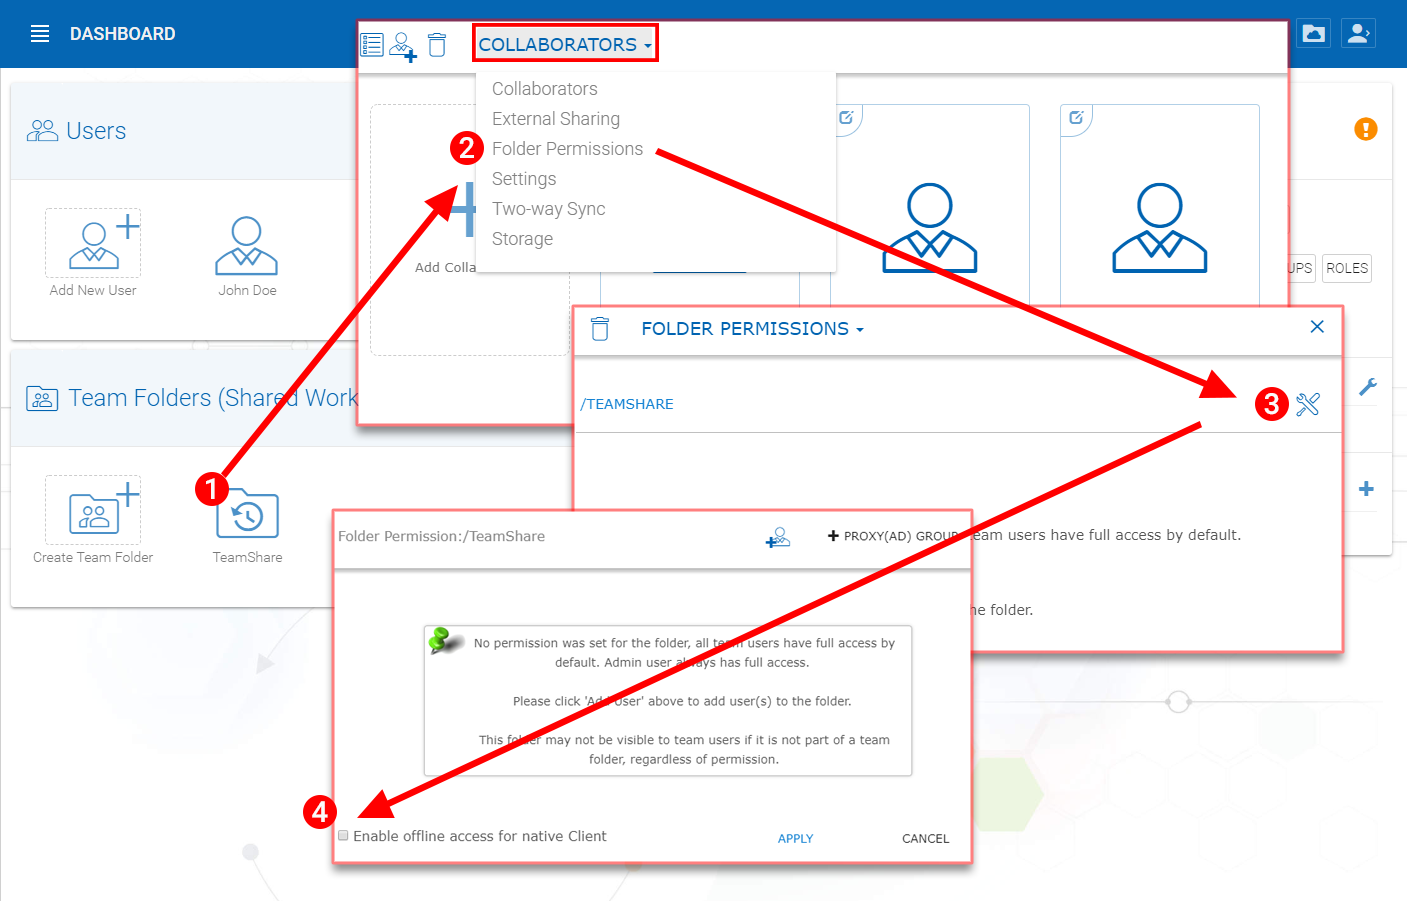 DASHBOARD
COLLABORATORS
Collaborators
External Sharing
2
Folder Permissions
Settings
Two-way Sync
Storage
Add Colla
Users
Add New User
John Doe
UPS
ROLES
FOLDER PERMISSIONS
/TEAMSHARE
3
Team Folders (Shared Work
1
Create Team Folder
TeamShare
team users have full access by default.
he folder.
Folder Permission:/TeamShare
PROXY(AD) GROUP
No permission was set for the folder, all team users have full access by
default. Admin user always has full access.
Please click 'Add User' above to add user(s) to the folder.
This folder may not be visible to team users if it is not part of a team
folder, regardless of permission.
4
Enable offline access for native Client
APPLY
CANCEL